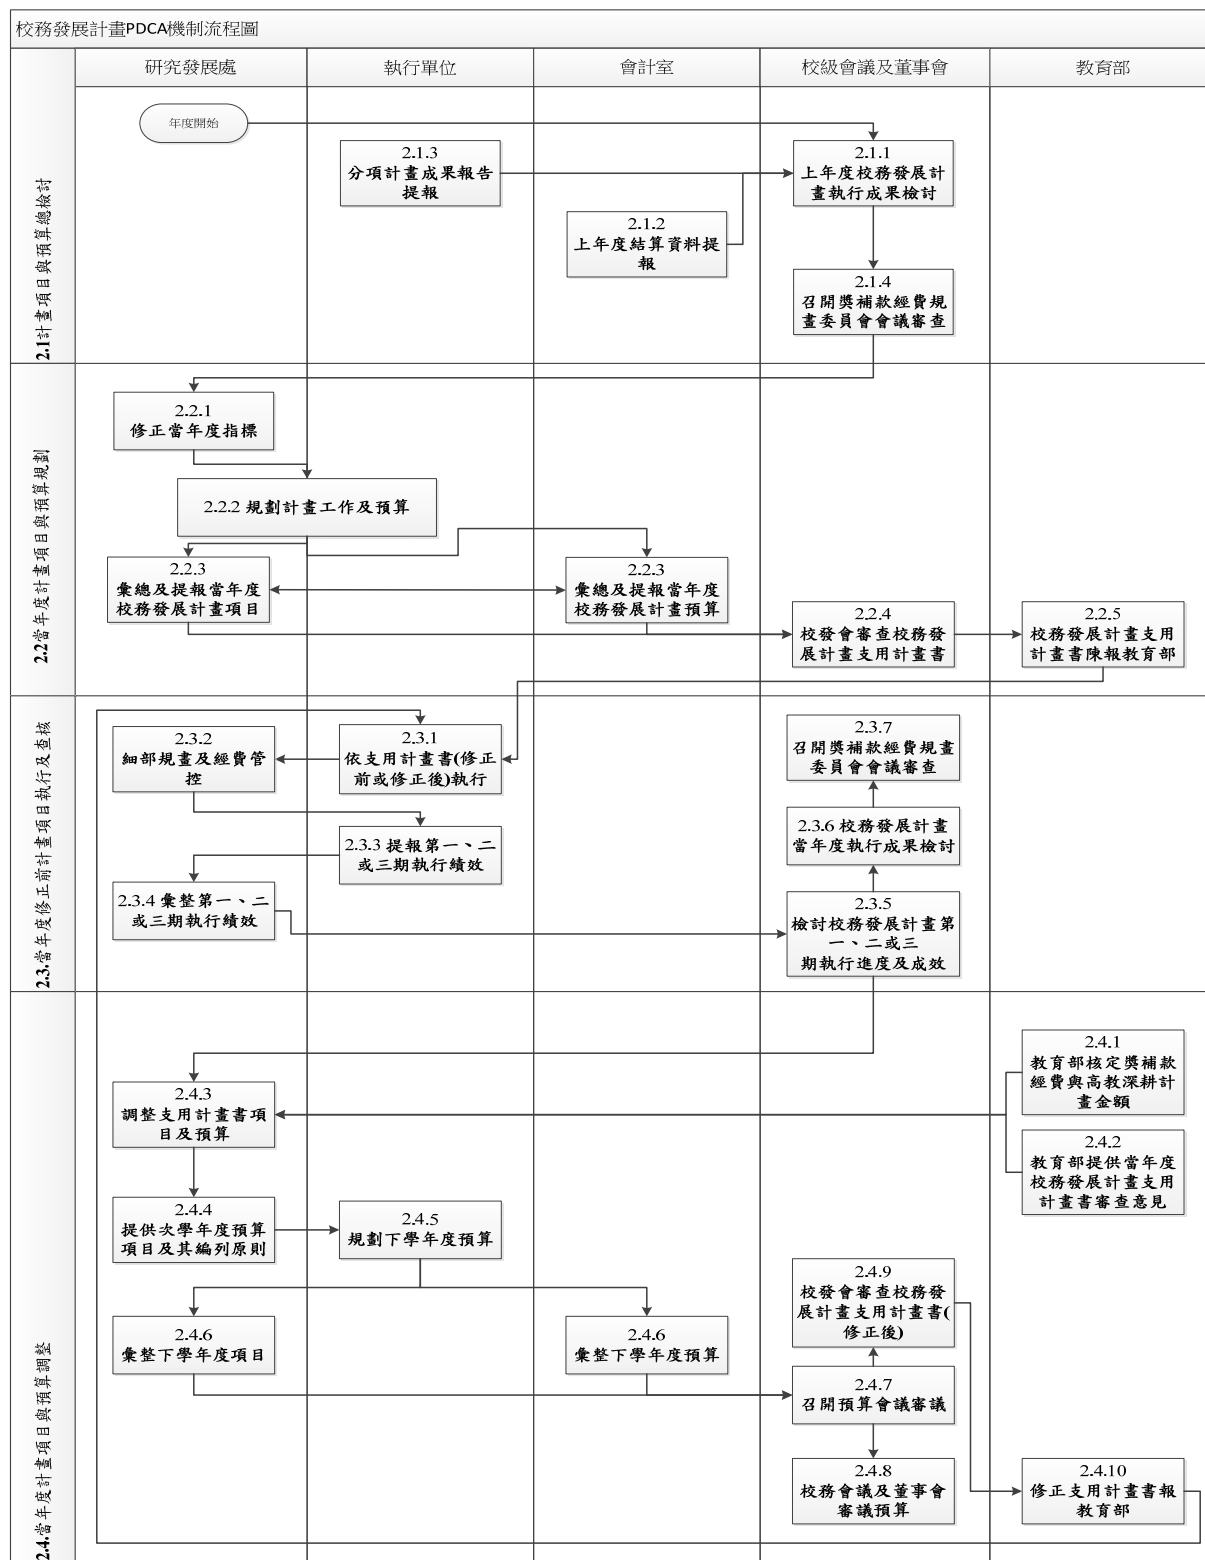 校務發展計畫PDCA機制流程圖
研究發展處
執行單位
會計室
校級會議及董事會
教育部
2.1計畫項目與預算總檢討
年度開始
2.1.3
分項計畫成果報告
提報
2.1.1
上年度校務發展計
畫執行成果檢討
2.1.2
上年度結算資料提
報
2.1.4
召開獎補款經費規
畫委員會會議審查
2.2當年度計畫項目與預算規劃
2.2.1
修正當年度指標
2.2.2 規劃計畫工作及預算
2.2.3
彙總及提報當年度
校務發展計畫項目
2.2.3
彙總及提報當年度
校務發展計畫預算
2.2.4
校發會審查校務發
展計畫支用計畫書
2.2.5
校務發展計畫支用
計畫書陳報教育部
2.3.當年度修正前計畫項目執行及查核
2.3.2
細部規畫及經費管
控
2.3.1
依支用計畫書(修正
前或修正後)執行
2.3.7
召開獎補款經費規畫
委員會會議審查
2.3.3 提報第一、二
或三期執行績效
2.3.6 校務發展計畫
當年度執行成果檢討
2.3.4 彙整第一、二
或三期執行績效
2.3.5
檢討校務發展計畫第
一、二或三
期執行進度及成效
2.4.當年度計畫項目與預算調整
2.4.1
教育部核定獎補款
經費與高教深耕計
畫金額
2.4.3
調整支用計畫書項
目及預算
2.4.2
教育部提供當年度
校務發展計畫支用
計畫書審查意見
2.4.4
提供次學年度預算
項目及其編列原則
2.4.5
規劃下學年度預算
2.4.9
校發會審查校務發
展計畫支用計畫書(
修正後)
2.4.6
彙整下學年度項目
2.4.6
彙整下學年度預算
2.4.7
召開預算會議審議
2.4.8
校務會議及董事會
審議預算
2.4.10
修正支用計畫書報
教育部